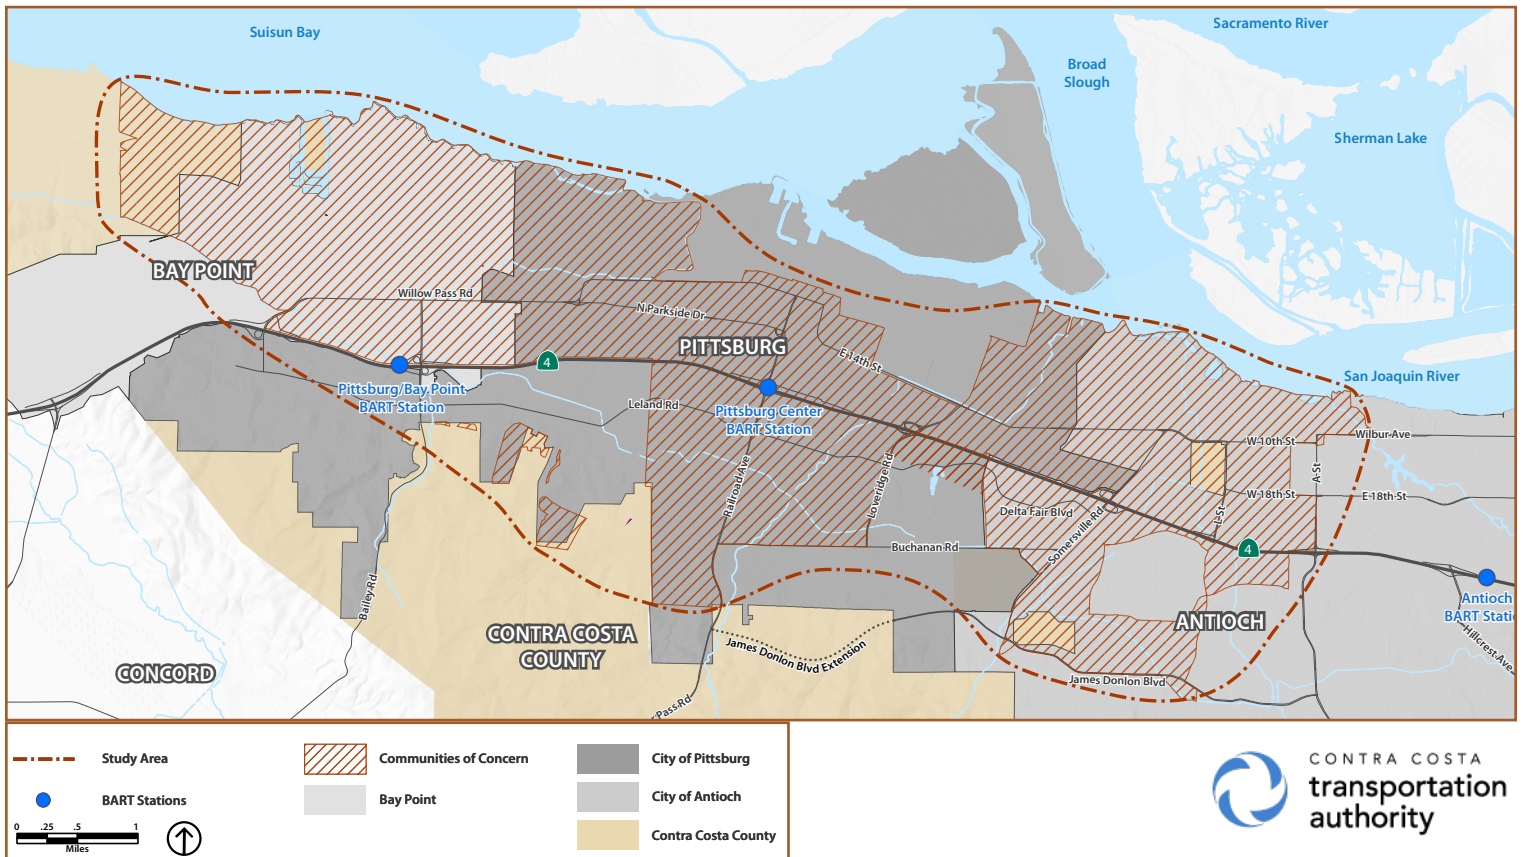 Suisun Bay
Sacramento River
Broad
Slough
Sherman Lake
BAY POINT
Willow Pass Rd
N Parkside Dr
PITTSBURG
E 14th St
4
San Joaquin River
Pittsburg/Bay Point
BART Station
Leland Rd
Pittsburg Center
BART Station
Wilbur Ave
W 10th St
A St
Railroad Ave
Loveridge Rd
W 18th St
E 18th St
Delta Fair Blvd
L St
Somersville Rd
Buchanan Rd
4
Bailey Rd
Antioch
BART Stati
ANTIOCH
CONTRA COSTA
COUNTY
Hillcrest Ave
James Donlon Blvd Extension
CONCORD
James Donlon Blvd
Pass Rd
Study Area
Communities of Concern
City of Pittsburg
BART Stations
Bay Point
City of Antioch
0 .25 .5 1
Miles
Contra Costa County
CONTRA COSTA
transportation
authority